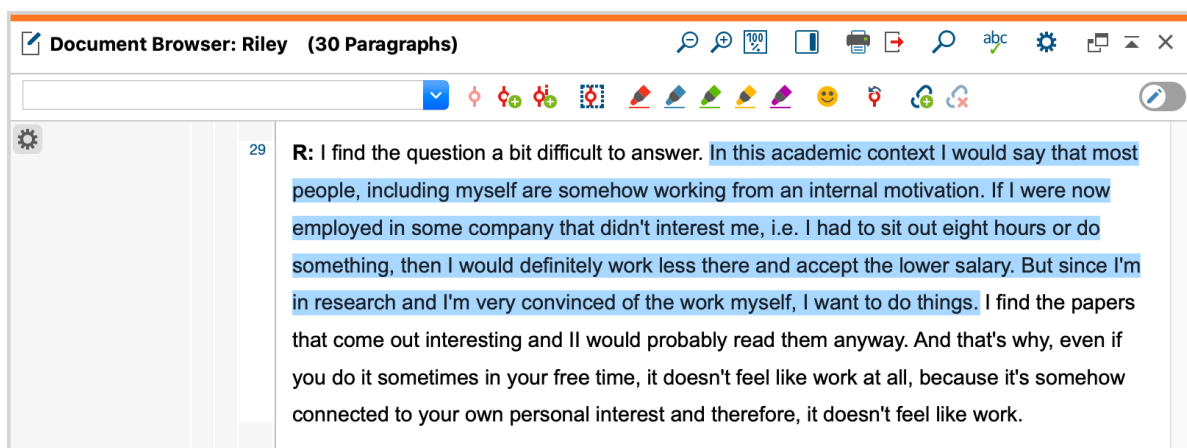 Document Browser: Riley (30 Paragraphs)
100 %
abc
29
R: I find the question a bit difficult to answer. In this academic context I would say that most
people, including myself are somehow working from an internal motivation. If I were now
employed in some company that didn't interest me, i.e. I had to sit out eight hours or do
something, then I would definitely work less there and accept the lower salary. But since I'm
in research and I'm very convinced of the work myself, I want to do things. I find the papers
that come out interesting and II would probably read them anyway. And that's why, even if
you do it sometimes in your free time, it doesn't feel like work at all, because it's somehow
connected to your own personal interest and therefore, it doesn't feel like work.